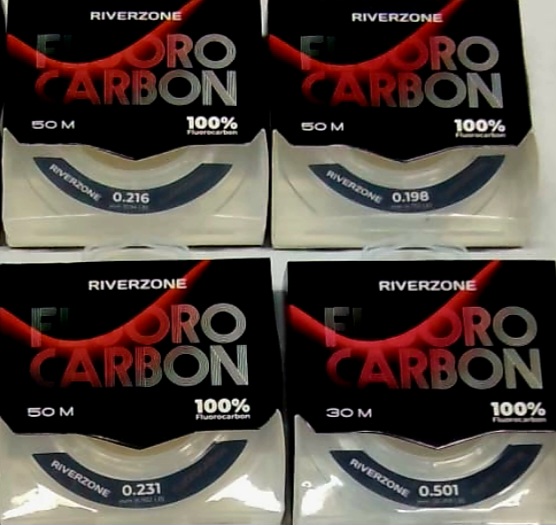 RIVERZONE
FLUORO
CARBON
50 M
100%
Fluorocarbon
RIVERZONE 0.216
RIVERZONE
FLUORO
CARBON
50 M
100%
Fluorocarbon
RIVERZONE 0.198
RIVERZONE
FLUORO
CARBON
50 M
100%
Fluorocarbon
RIVERZONE 0.231
RIVERZONE
FLUORO
CARBON
30 M
100%
Fluorocarbon
RIVERZONE 0.501